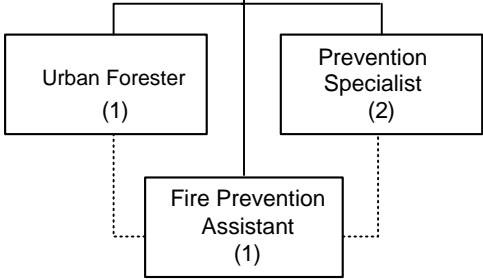 Urban Forester
(1)
Prevention
Specialist
(2)
Fire Prevention
Assistant
(1)